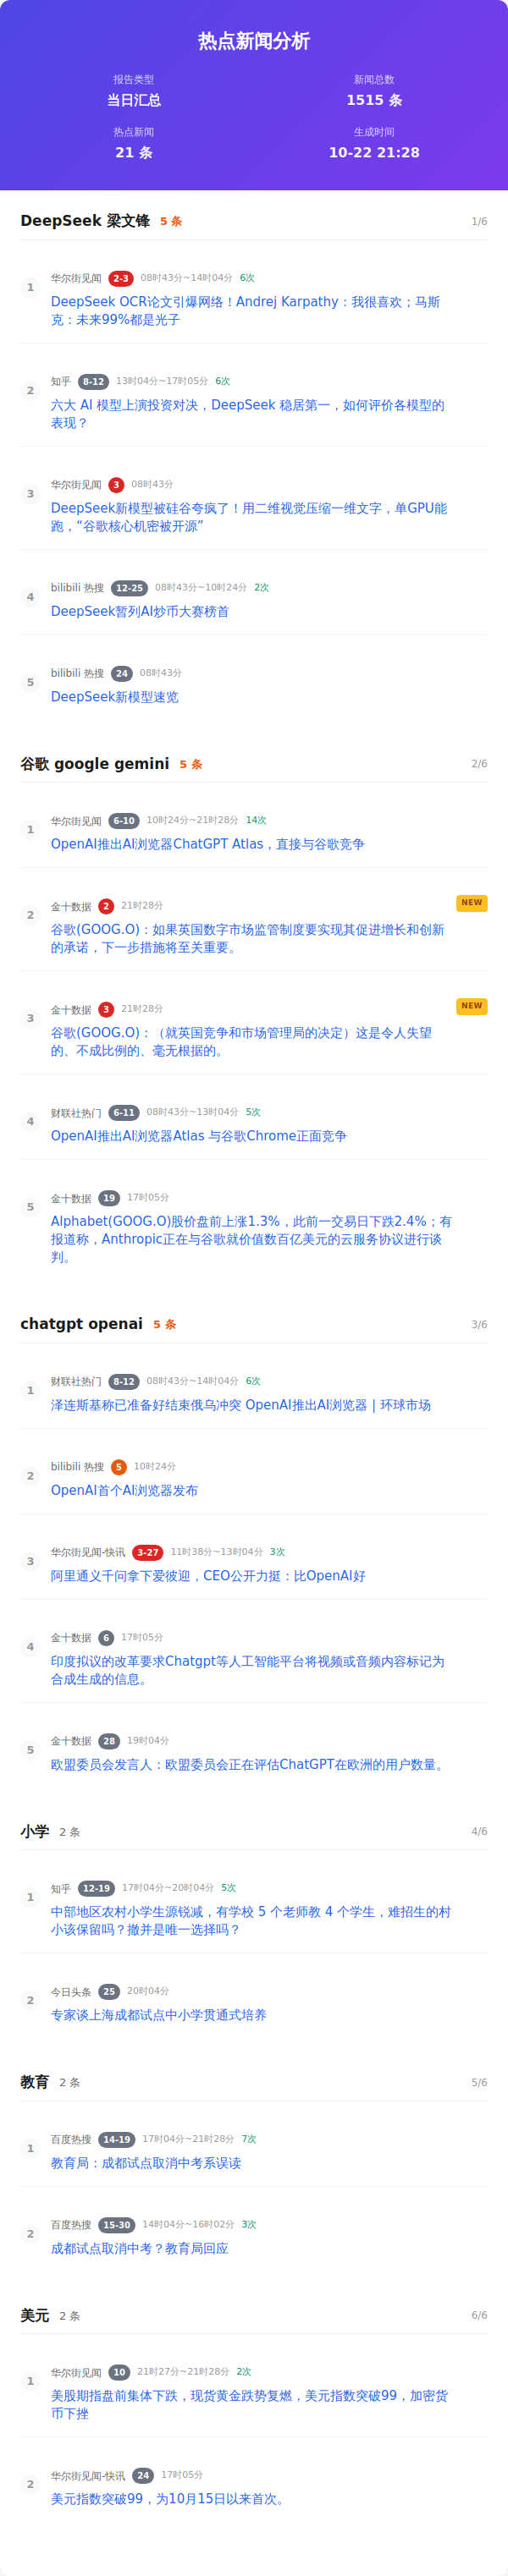 热点新闻分析
报告类型
新闻总数
当日汇总
1515 条
热点新闻
生成时间
21 条
10-22 21:28
DeepSeek 梁文锋 5 条 1/6
1
华尔街见闻 2-3 08时43分~14时04分 6次
DeepSeek OCR论文引爆网络！Andrej Karpathy：我很喜欢；马斯
克：未来99%都是光子
2
知乎 8-12 13时04分~17时05分 6次
六大 AI 模型上演投资对决，DeepSeek 稳居第一，如何评价各模型的
表现？
3
华尔街见闻 3 08时43分
DeepSeek新模型被硅谷夸疯了！用二维视觉压缩一维文字，单GPU能
跑，“谷歌核心机密被开源”
4
bilibili 热搜 12-25 08时43分~10时24分 2次
DeepSeek暂列AI炒币大赛榜首
5
bilibili 热搜 24 08时43分
DeepSeek新模型速览
谷歌 google gemini 5 条 2/6
1
华尔街见闻 6-10 10时24分~21时28分 14次
OpenAI推出AI浏览器ChatGPT Atlas，直接与谷歌竞争
2
金十数据 2 21时28分 NEW
谷歌(GOOG.O)：如果英国数字市场监管制度要实现其促进增长和创新
的承诺，下一步措施将至关重要。
3
金十数据 3 21时28分 NEW
谷歌(GOOG.O)：（就英国竞争和市场管理局的决定）这是令人失望
的、不成比例的、毫无根据的。
4
财联社热门 6-11 08时43分~13时04分 5次
OpenAI推出AI浏览器Atlas 与谷歌Chrome正面竞争
5
金十数据 19 17时05分
Alphabet(GOOG.O)股价盘前上涨1.3%，此前一交易日下跌2.4%；有
报道称，Anthropic正在与谷歌就价值数百亿美元的云服务协议进行谈
判。
chatgpt openai 5 条 3/6
1
财联社热门 8-12 08时43分~14时04分 6次
泽连斯基称已准备好结束俄乌冲突 OpenAI推出AI浏览器 | 环球市场
2
bilibili 热搜 5 10时24分
OpenAI首个AI浏览器发布
3
华尔街见闻-快讯 3-27 11时38分~13时04分 3次
阿里通义千问拿下爱彼迎，CEO公开力挺：比OpenAI好
4
金十数据 6 17时05分
印度拟议的改革要求Chatgpt等人工智能平台将视频或音频内容标记为
合成生成的信息。
5
金十数据 28 19时04分
欧盟委员会发言人：欧盟委员会正在评估ChatGPT在欧洲的用户数量。
小学 2 条 4/6
1
知乎 12-19 17时04分~20时04分 5次
中部地区农村小学生源锐减，有学校 5 个老师教 4 个学生，难招生的村
小该保留吗？撤并是唯一选择吗？
2
今日头条 25 20时04分
专家谈上海成都试点中小学贯通式培养
教育 2 条 5/6
1
百度热搜 14-19 17时04分~21时28分 7次
教育局：成都试点取消中考系误读
2
百度热搜 15-30 14时04分~16时02分 3次
成都试点取消中考？教育局回应
美元 2 条 6/6
1
华尔街见闻 10 21时27分~21时28分 2次
美股期指盘前集体下跌，现货黄金跌势复燃，美元指数突破99，加密货
币下挫
2
华尔街见闻-快讯 24 17时05分
美元指数突破99，为10月15日以来首次。